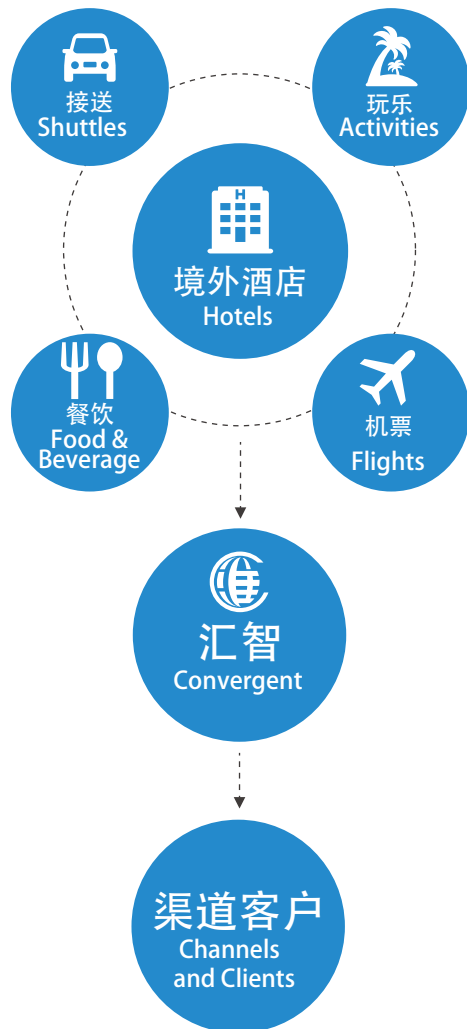 接送
Shuttles
玩乐
Activities
H
境外酒店
Hotels
餐饮
Food &
Beverage
机票
Flights
汇智
Convergent
渠道客户
Channels
and Clients